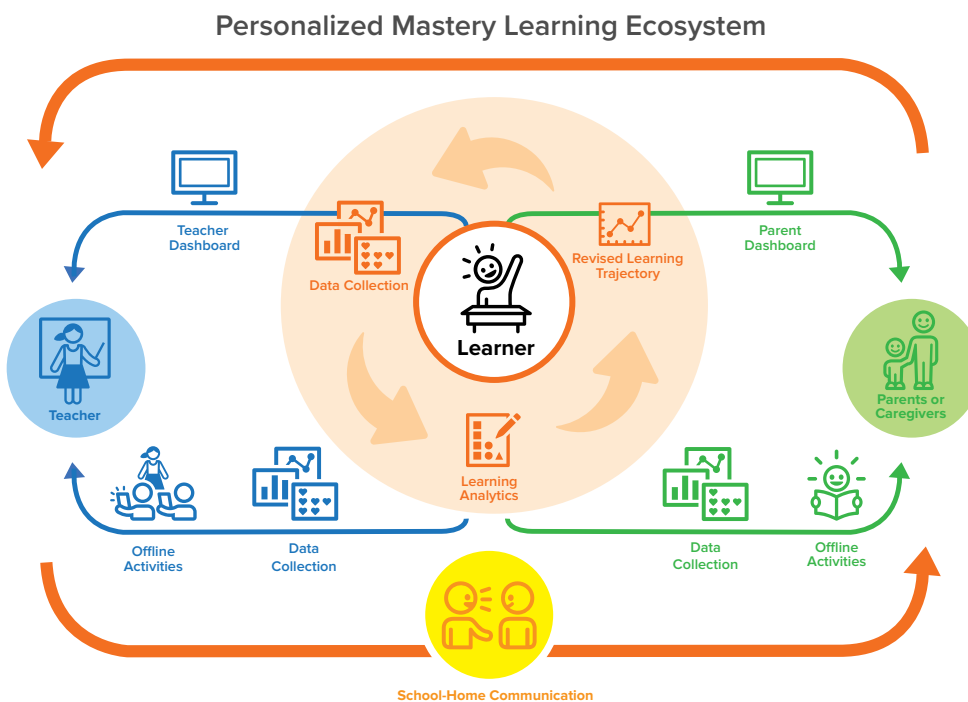 Personalized Mastery Learning Ecosystem
Teacher
Dashboard
Parent
Dashboard
Data Collection
Revised Learning
Trajectory
Learner
Teacher
Parents or
Caregivers
Learning
Analytics
Offline
Activities
Data
Collection
Data
Collection
Offline
Activities
School-Home Communication